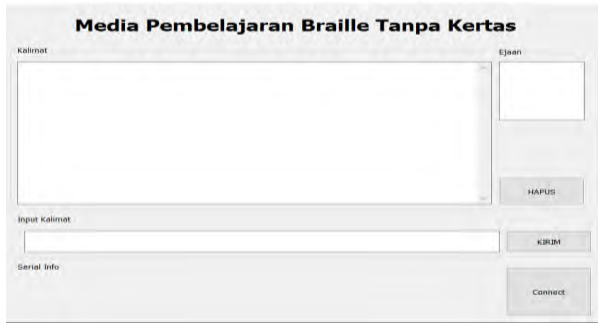 Media Pembelajaran Braille Tanpa Kertas
Kalimat
Ejaan
HAPUS
Input Kalimat
KIRIM
Serial Info
Connect